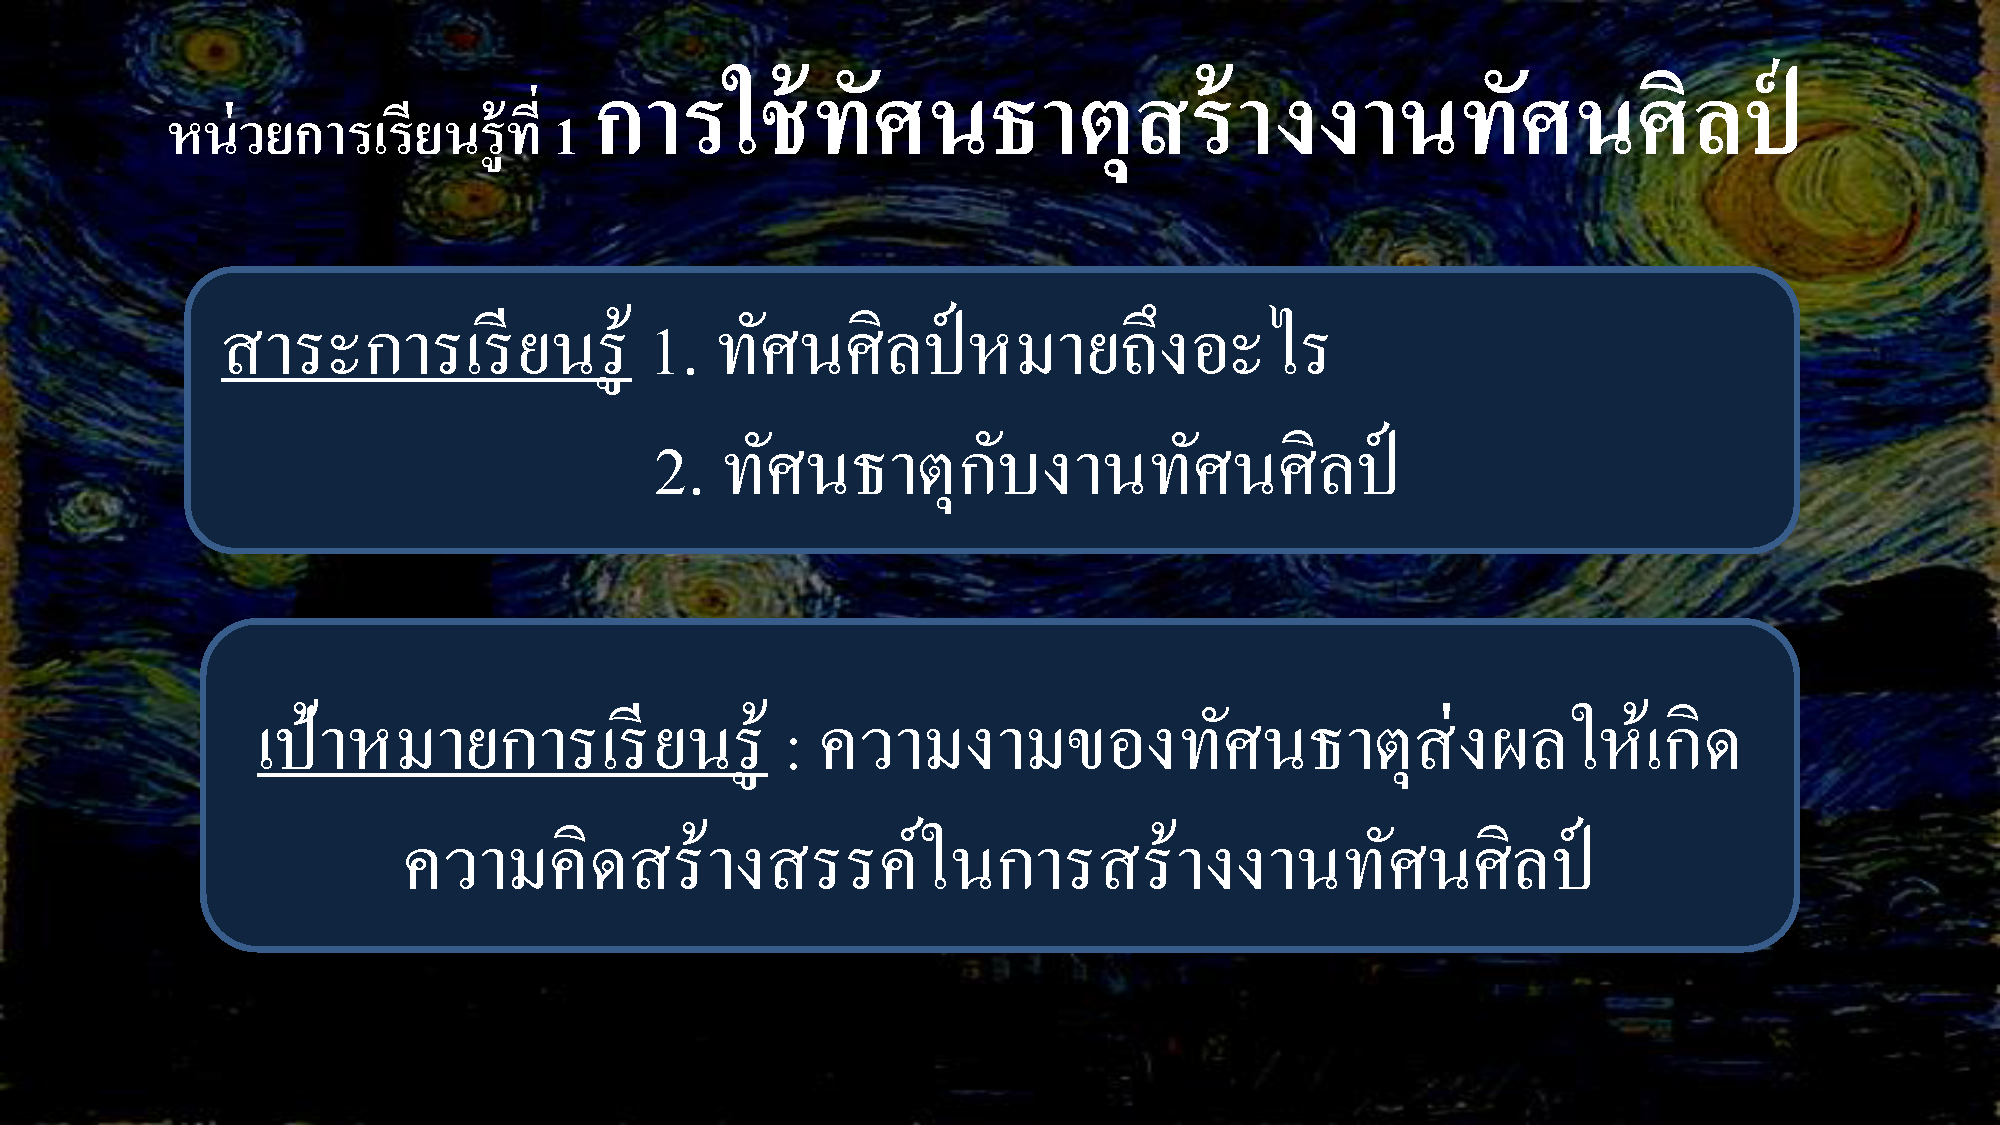 หน่วยการเรียนรู้ที่ 1 การใช้ทัศนธาตุสร้างงานทัศนศิลป์
สาระการเรียนรู้ 1. ทัศนศิลป์หมายถึงอะไร
2. ทัศนธาตุกับงานทัศนศิลป์
เป้าหมายการเรียนรู้ : ความงามของทัศนธาตุส่งผลให้เกิด
ความคิดสร้างสรรค์ในการสร้างงานทัศนศิลป์